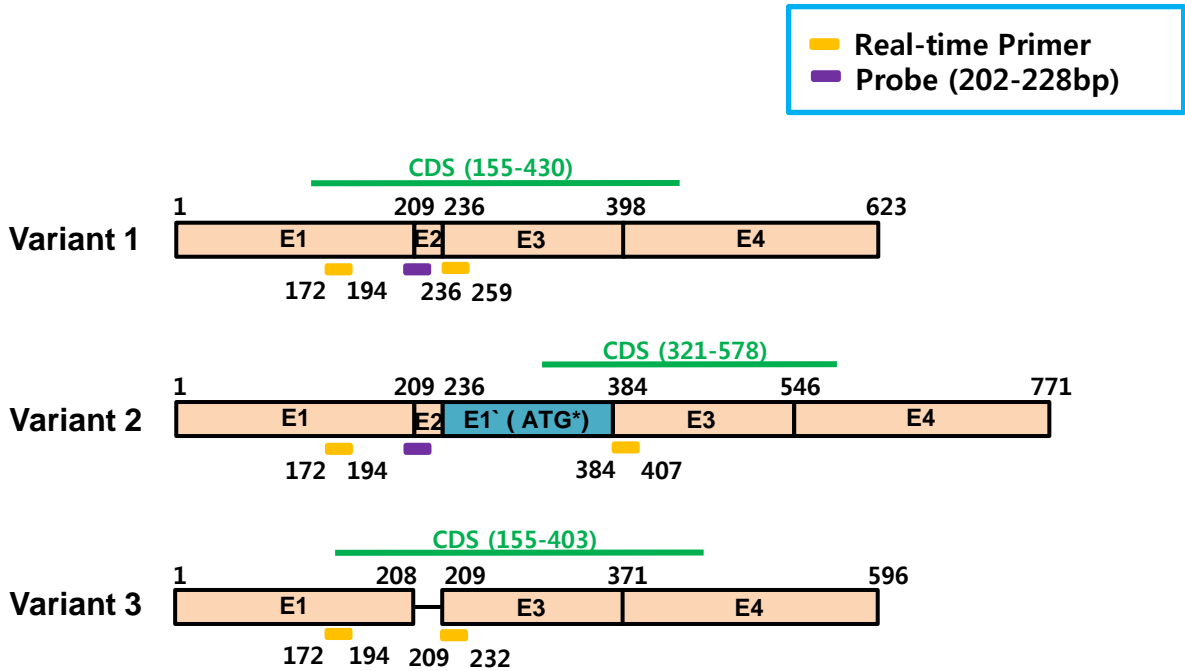 Real-time Primer
Probe (202-228bp)
CDS (155-430)
1 209 236 398 623
Variant 1 E1 E2 E3 E4
172 194 236 259
CDS (321-578)
1 209 236 384 546 771
Variant 2 E1 E2 E1` ( ATG*) E3 E4
172 194 384 407
CDS (155-403)
1 208 209 371 596
Variant 3 E1 E3 E4
172 194 209 232